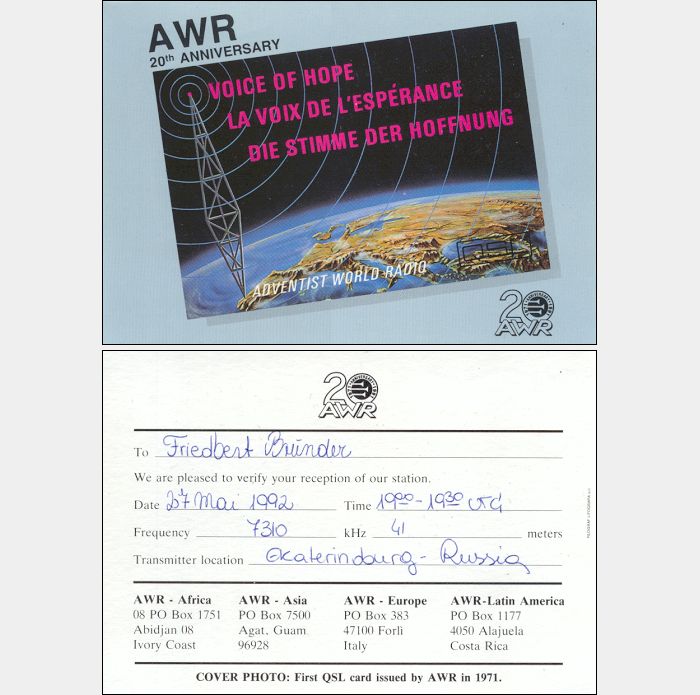 AWR
20th ANNIVERSARY
VOICE OF HOPE
LA VOIX DE L'ESPÉRANCE
DIE STIMME DER HOFFNUNG
ADVENTIST WORLD RADIO
QSL
20
AWR
20
AWR
To Friedbert Bründer
We are pleased to verify your reception of our station.
Date 27 Mai 1992 Time 1900 - 1930 UTC
Frequency 7310 kHz 41 meters
Transmitter location Ekaterinburg - Russia
AWR - Africa
08 PO Box 1751
Abidjan 08
Ivory Coast
AWR - Asia
PO Box 7500
Agat, Guam
96928
AWR - Europe
PO Box 383
47100 Forlì
Italy
AWR-Latin America
PO Box 1177
4050 Alajuela
Costa Rica
COVER PHOTO: First QSL card issued by AWR in 1971.